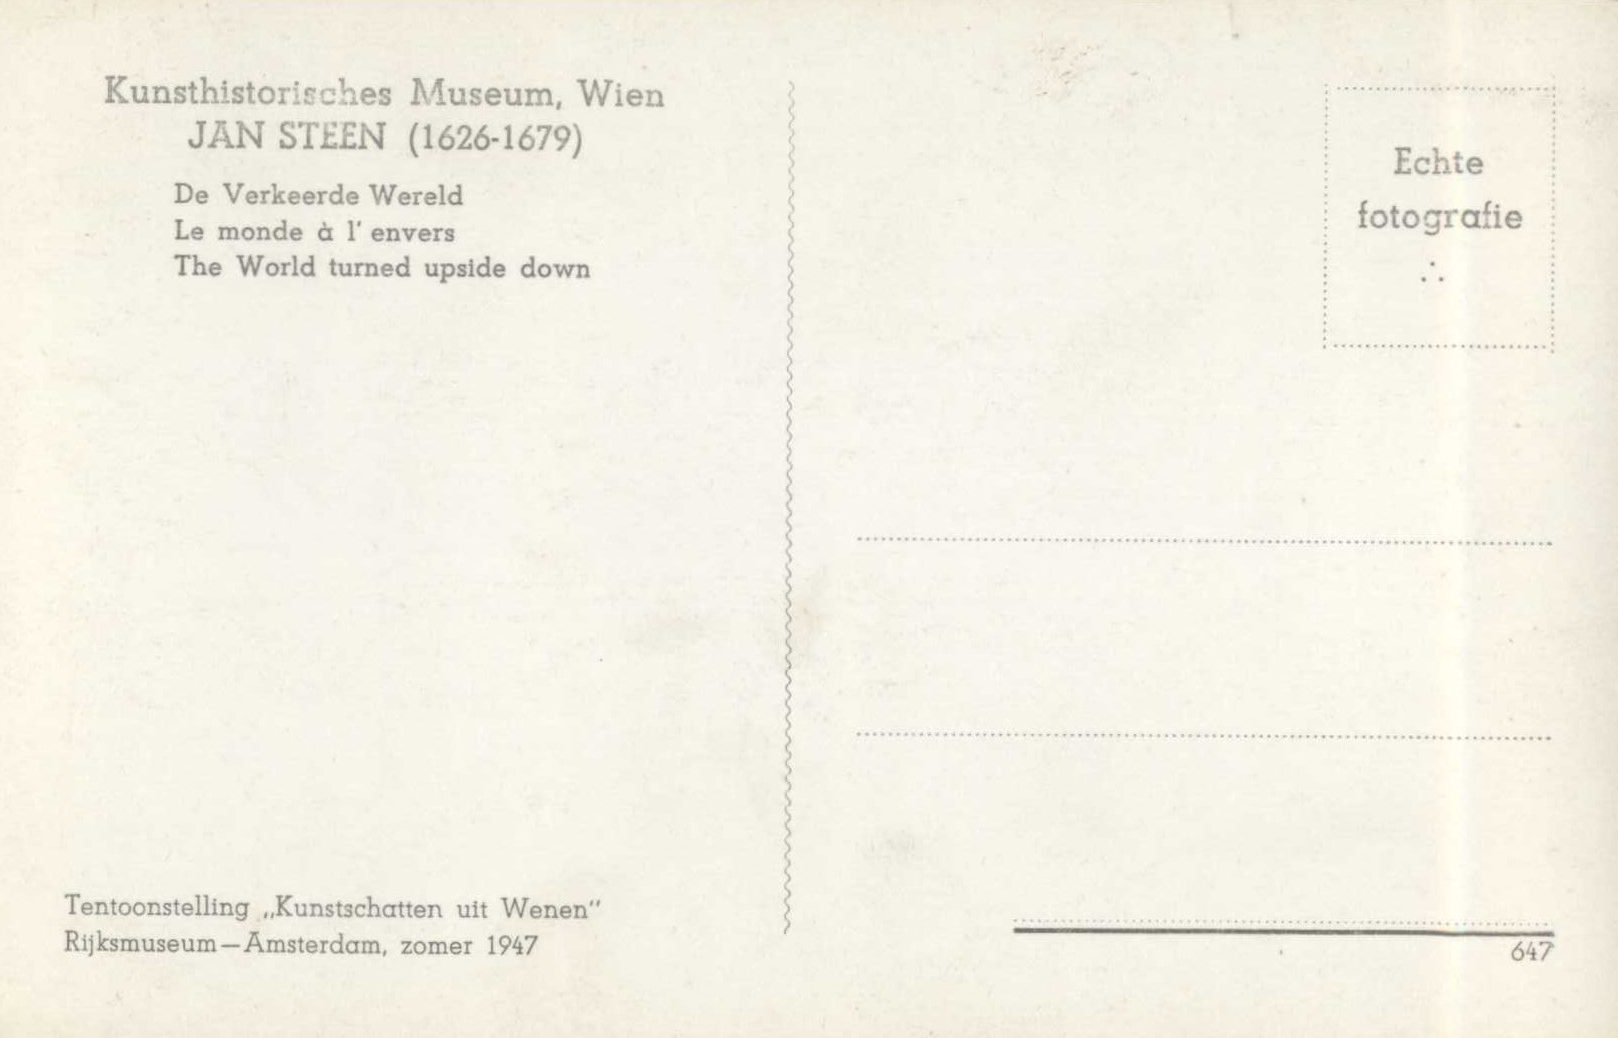 Kunsthistorisches Museum, Wien
JAN STEEN (1626-1679)
De Verkeerde Wereld
Le monde à l' envers
The World turned upside down
Tentoonstelling „Kunstschatten uit Wenen"
Rijksmuseum—Amsterdam, zomer 1947
Echte
fotografie
647